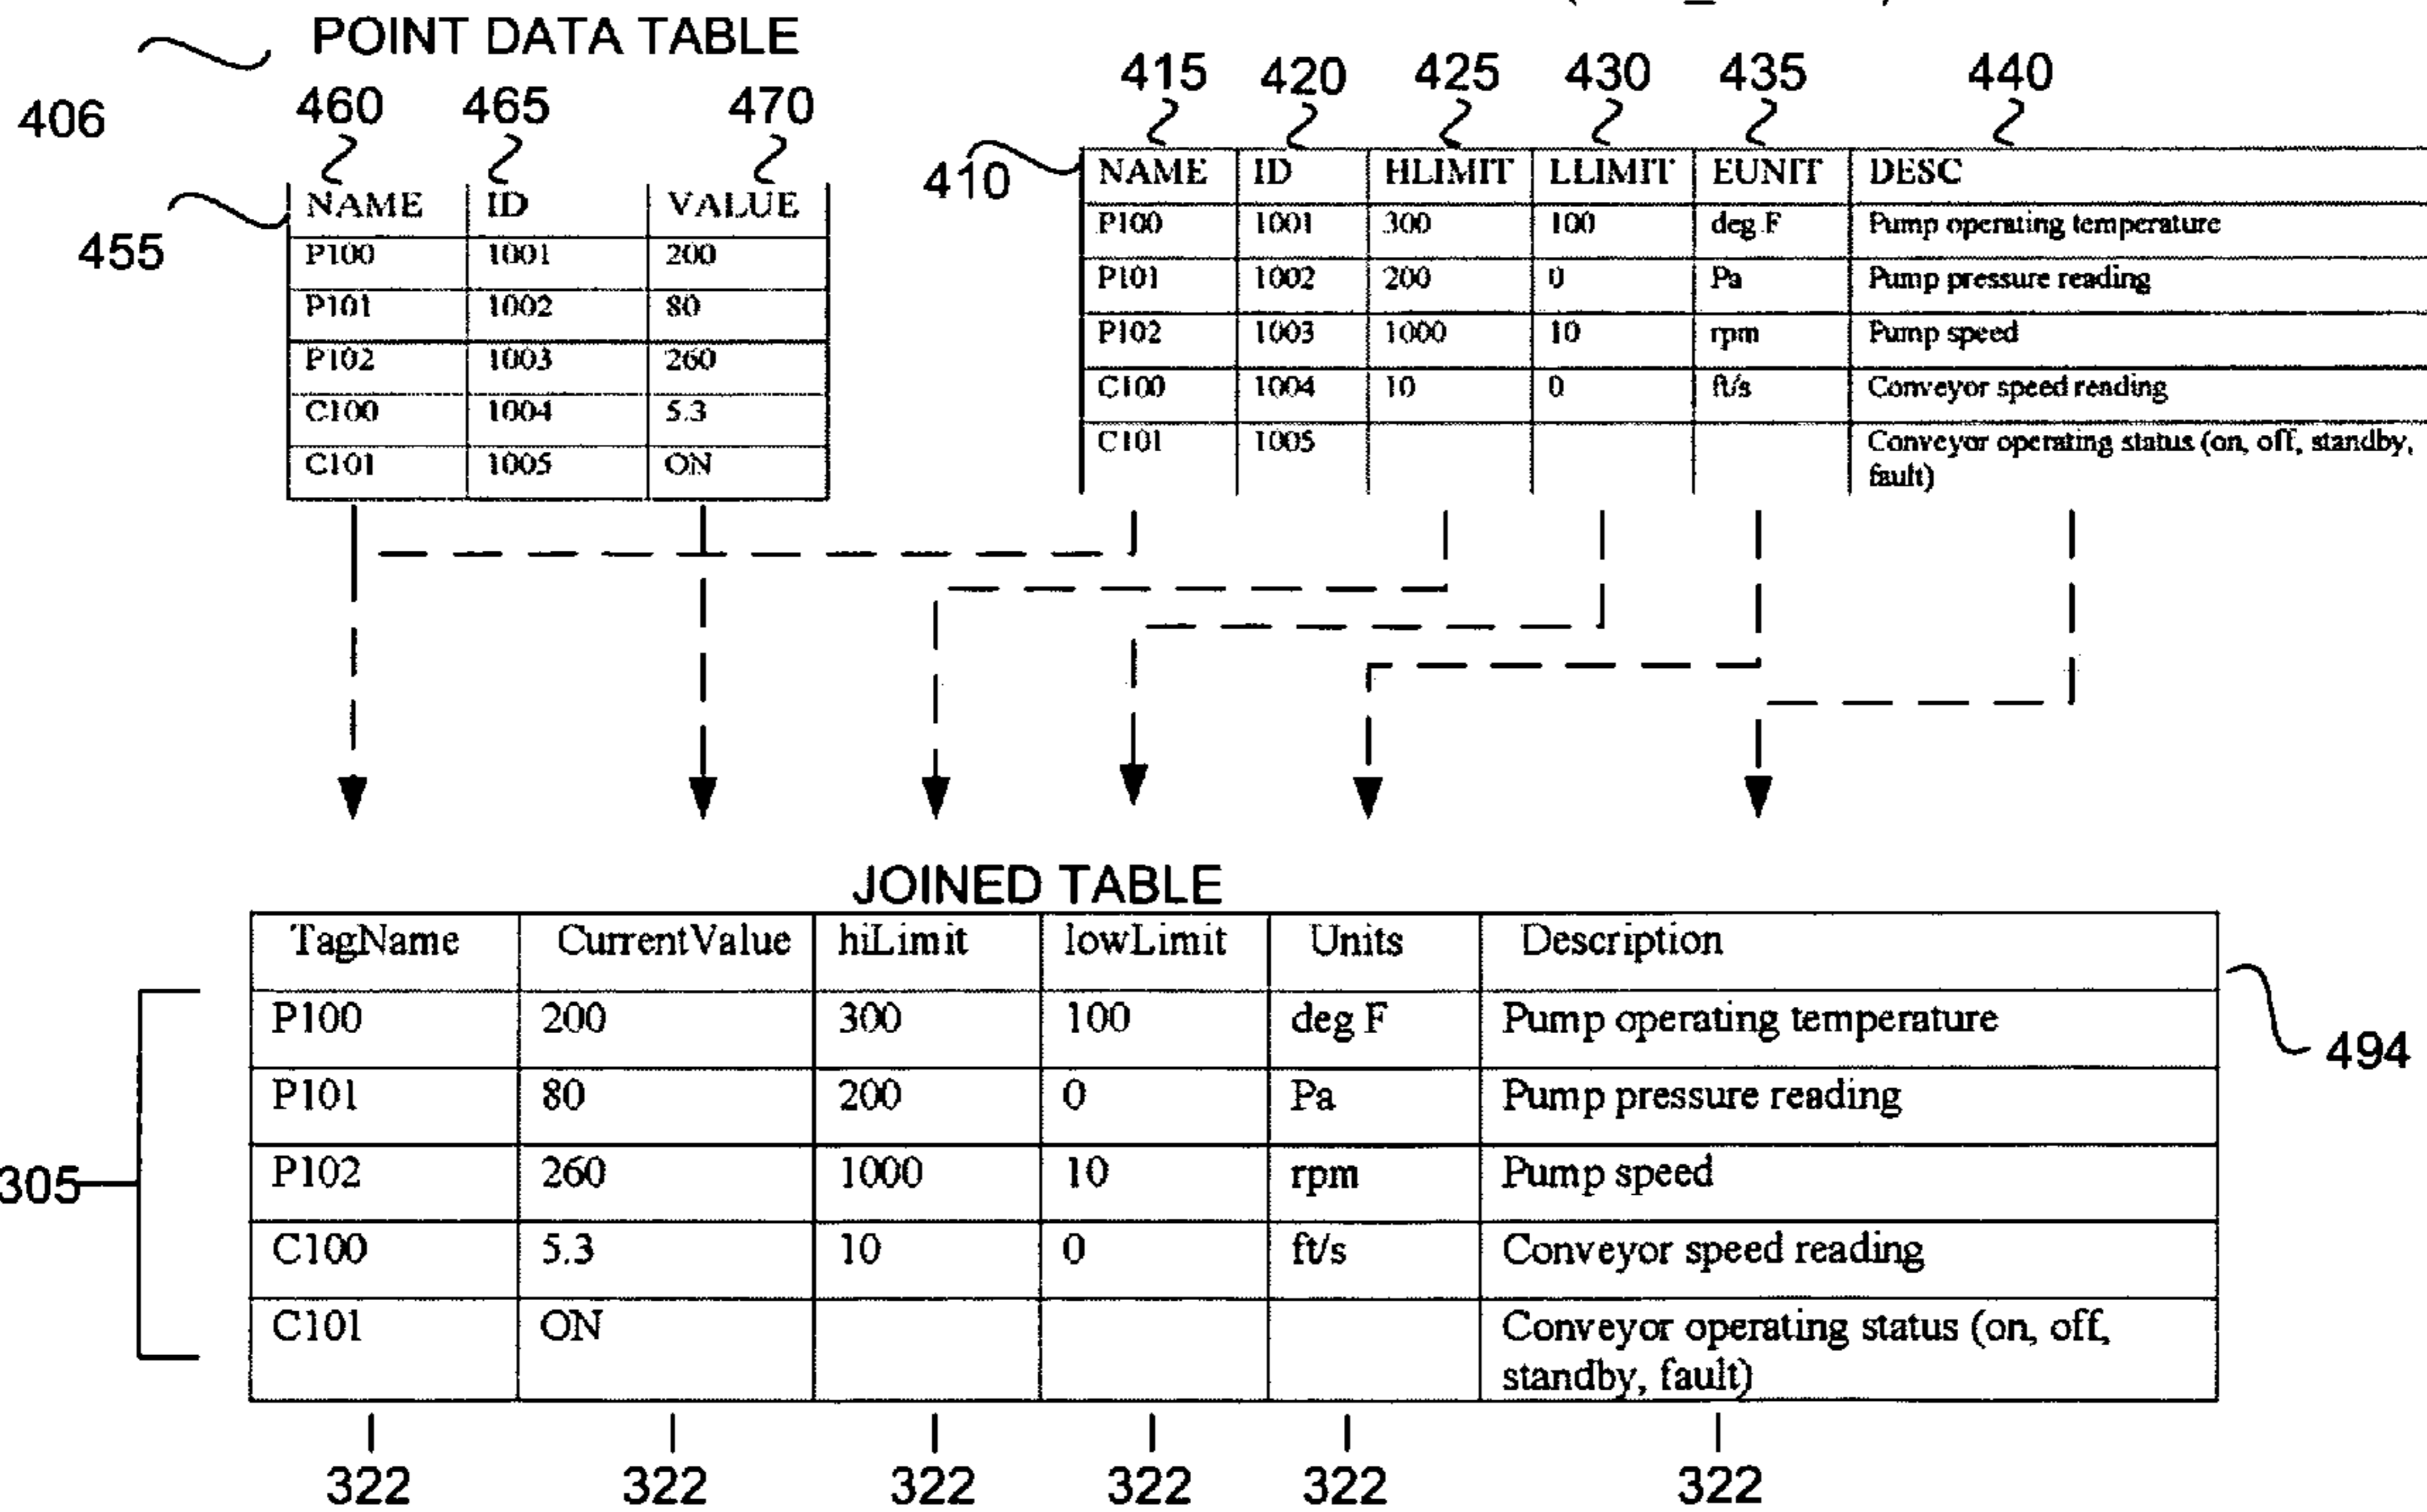 POINT DATA TABLE
406
460 465 470
455
NAME ID VALUE
P100 1001 200
P101 1002 80
P102 1003 260
C100 1004 5.3
C101 1005 ON
415 420 425 430 435 440
410
NAME ID HLIMIT LLIMIT EUNIT DESC
P100 1001 300 100 deg F Pump operating temperature
P101 1002 200 0 Pa Pump pressure reading
P102 1003 1000 10 rpm Pump speed
C100 1004 10 0 ft/s Conveyor speed reading
C101 1005 Conveyor operating status (on, off, standby,
fault)
JOINED TABLE
TagName CurrentValue hiLimit lowLimit Units Description
P100 200 300 100 deg F Pump operating temperature
P101 80 200 0 Pa Pump pressure reading
P102 260 1000 10 rpm Pump speed
C100 5.3 10 0 ft/s Conveyor speed reading
C101 ON Conveyor operating status (on, off,
standby, fault)
494
305
322 322 322 322 322 322